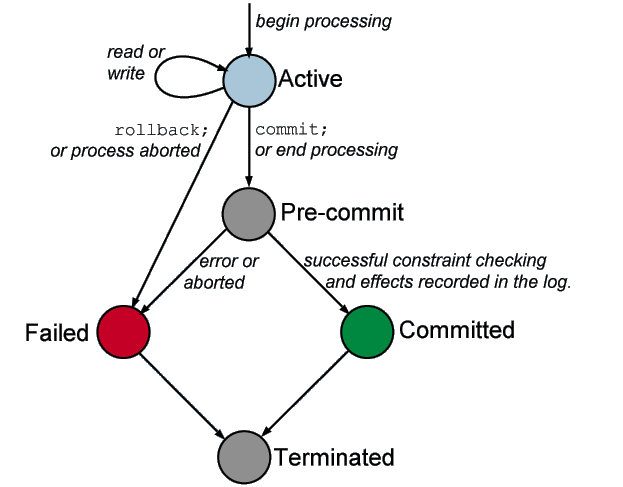 begin processing
read or
write
Active
rollback;
or process aborted
commit;
or end processing
Pre-commit
error or
aborted
successful constraint checking
and effects recorded in the log.
Failed
Committed
Terminated